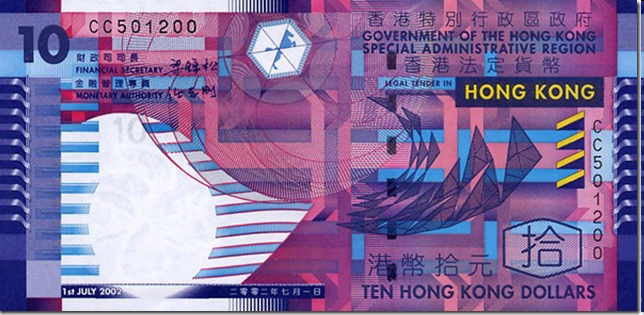 10
CC501200
財政司司長
FINANCIAL SECRETARY
金融管理專員
MONETARY AUTHORITY
香港特別行政區政府
GOVERNMENT OF THE HONG KONG
SPECIAL ADMINISTRATIVE REGION
香港法定貨幣
LEGAL TENDER IN
HONG KONG
CC501200
10
港幣拾元
拾
TEN HONG KONG DOLLARS
1st JULY 2002
二零零二年七月一日